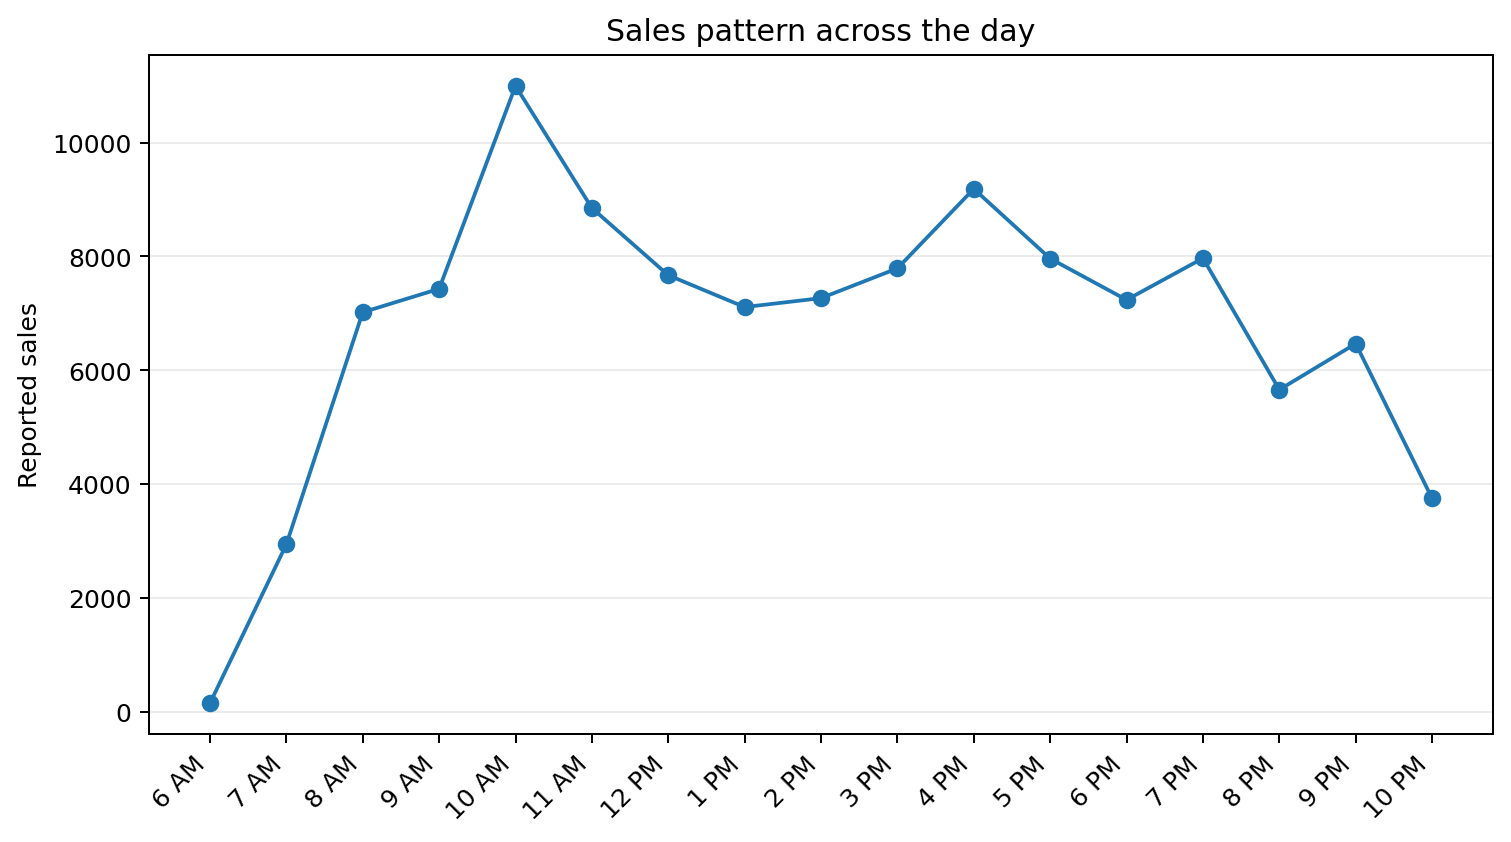 Sales pattern across the day
Reported sales
10000
8000
6000
4000
2000
0
6 AM
7 AM
8 AM
9 AM
10 AM
11 AM
12 PM
1 PM
2 PM
3 PM
4 PM
5 PM
6 PM
7 PM
8 PM
9 PM
10 PM